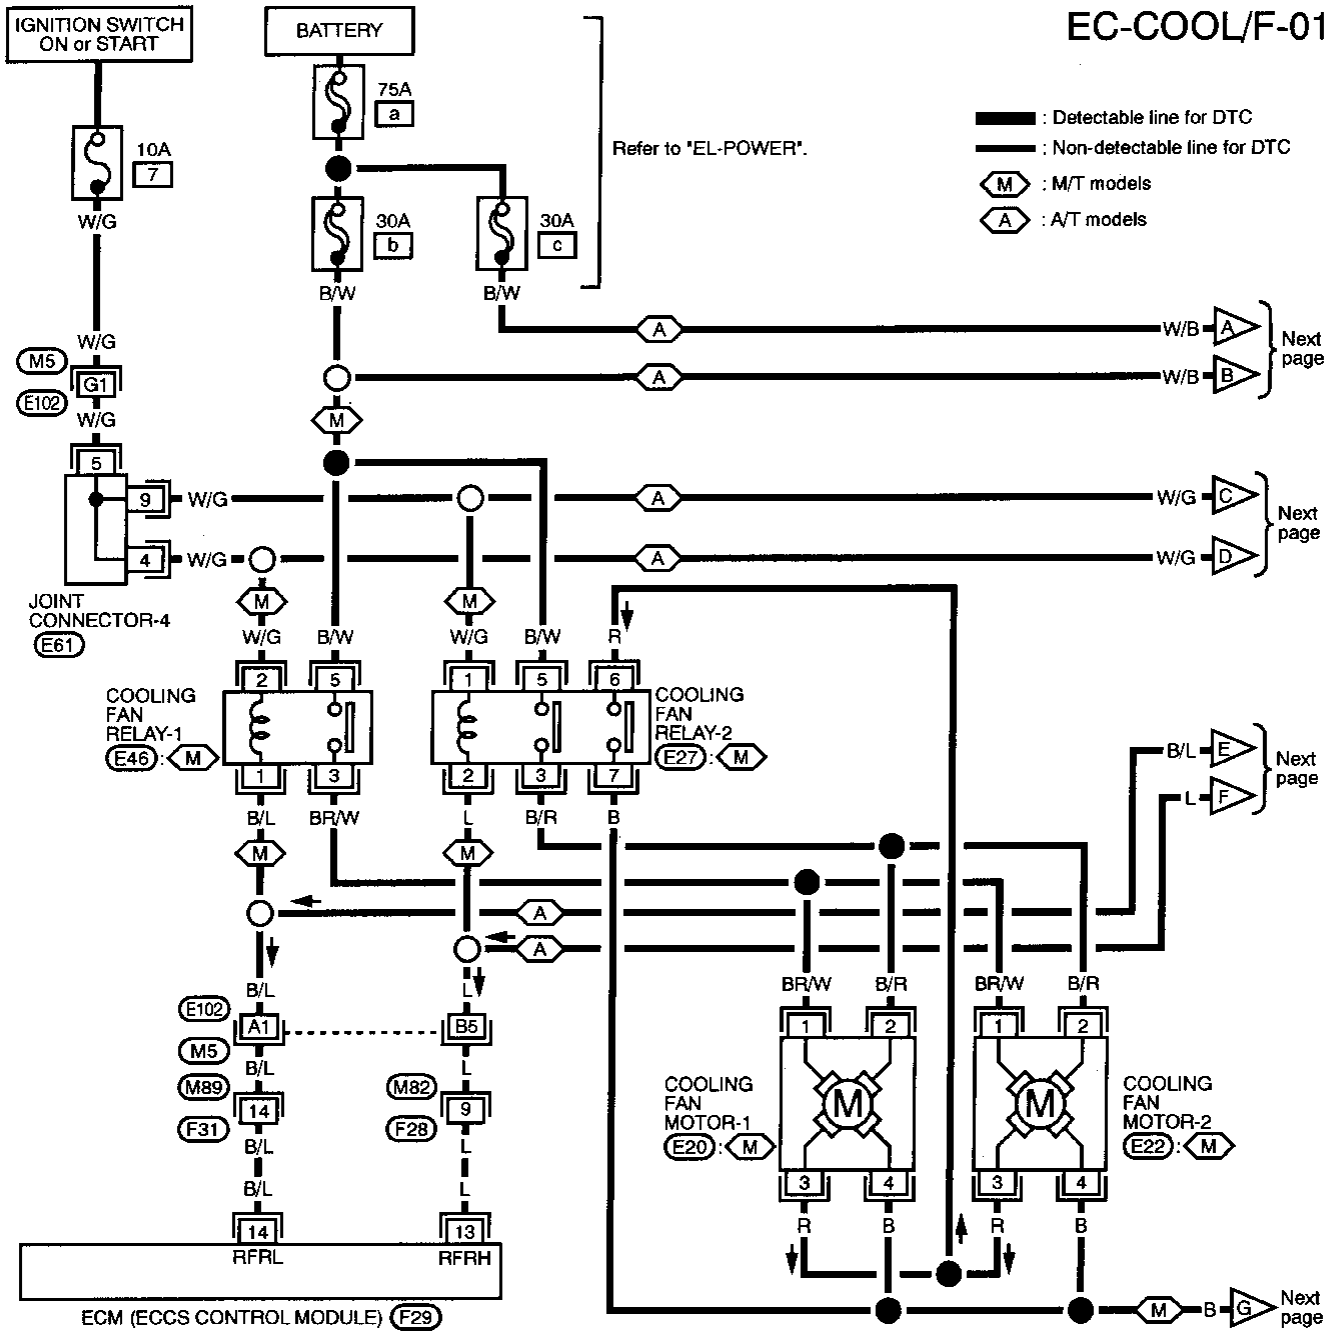 IGNITION SWITCH
ON or START
BATTERY
EC-COOL/F-01
75A
a
10A
7
W/G
30A
b
30A
c
Refer to "EL-POWER".
: Detectable line for DTC
: Non-detectable line for DTC
M : M/T models
A : A/T models
B/W
B/W
W/G
M5
G1
E102
W/G
A
W/B
A
A
W/B
B
Next
page
M
5
9
W/G
A
W/G
C
4
W/G
A
W/G
D
Next
page
JOINT
CONNECTOR-4
E61
M
M
W/G
B/W
W/G
B/W
R
2
5
1
5
6
COOLING
FAN
RELAY-1
E46 : M
COOLING
FAN
RELAY-2
E27 : M
1
3
2
3
7
B/L
BR/W
L
B/R
B
M
M
B/L
E
L
F
Next
page
A
A
B/L
L
BR/W
B/R
BR/W
B/R
E102
A1
B5
M5
B/L
L
M89
14
F31
M82
9
F28
B/L
L
B/L
L
1
2
1
2
M
M
COOLING
FAN
MOTOR-1
E20 : M
COOLING
FAN
MOTOR-2
E22 : M
3
4
3
4
R
B
R
B
14
13
RFRL
RFRH
ECM (ECCS CONTROL MODULE) F29
M
B
G
Next
page